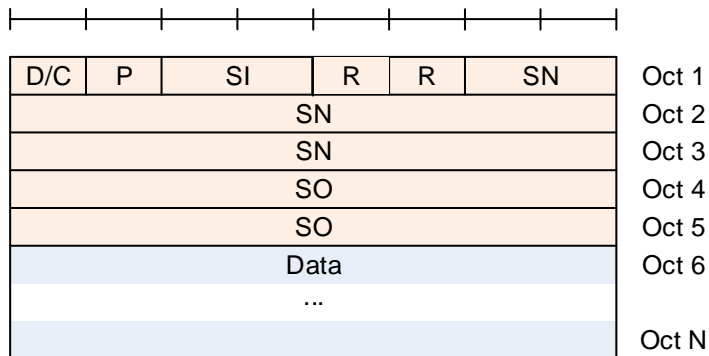 D/C P SI R R SN Oct 1
SN Oct 2
SN Oct 3
SO Oct 4
SO Oct 5
Data Oct 6
...
Oct N